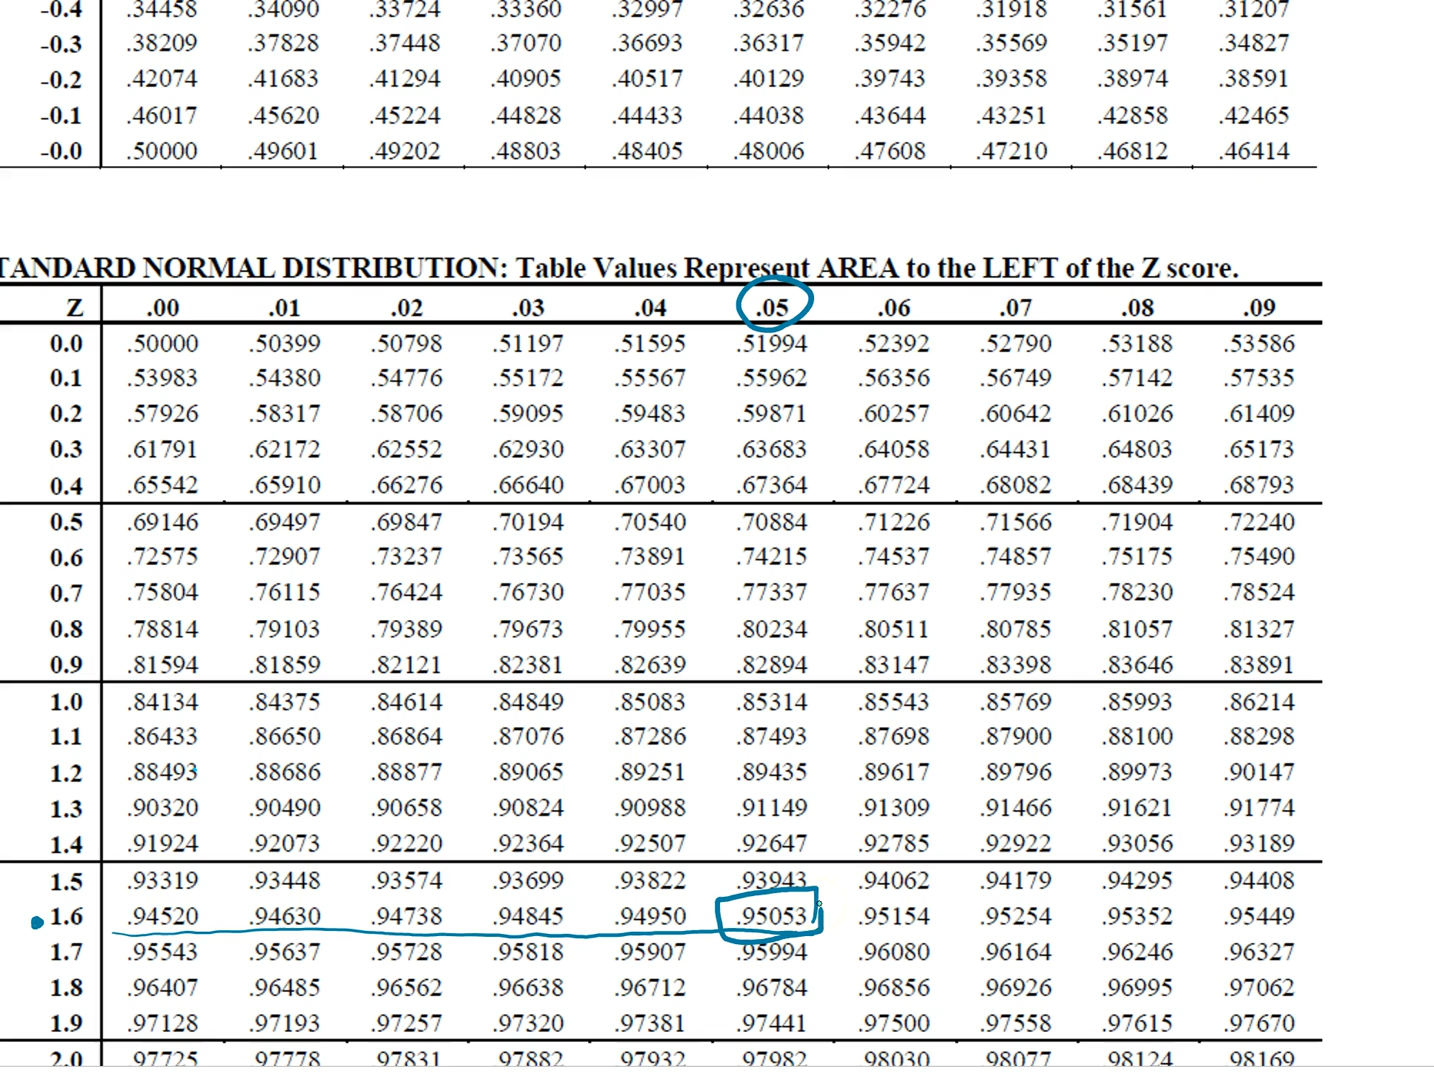 -0.4 .34458 .34090 .33724 .33360 .32997 .32636 .32276 .31918 .31561 .31207
-0.3 .38209 .37828 .37448 .37070 .36693 .36317 .35942 .35569 .35197 .34827
-0.2 .42074 .41683 .41294 .40905 .40517 .40129 .39743 .39358 .38974 .38591
-0.1 .46017 .45620 .45224 .44828 .44433 .44038 .43644 .43251 .42858 .42465
-0.0 .50000 .49601 .49202 .48803 .48405 .48006 .47608 .47210 .46812 .46414
TANDARD NORMAL DISTRIBUTION: Table Values Represent AREA to the LEFT of the Z score.
Z .00 .01 .02 .03 .04 .05 .06 .07 .08 .09
0.0 .50000 .50399 .50798 .51197 .51595 .51994 .52392 .52790 .53188 .53586
0.1 .53983 .54380 .54776 .55172 .55567 .55962 .56356 .56749 .57142 .57535
0.2 .57926 .58317 .58706 .59095 .59483 .59871 .60257 .60642 .61026 .61409
0.3 .61791 .62172 .62552 .62930 .63307 .63683 .64058 .64431 .64803 .65173
0.4 .65542 .65910 .66276 .66640 .67003 .67364 .67724 .68082 .68439 .68793
0.5 .69146 .69497 .69847 .70194 .70540 .70884 .71226 .71566 .71904 .72240
0.6 .72575 .72907 .73237 .73565 .73891 .74215 .74537 .74857 .75175 .75490
0.7 .75804 .76115 .76424 .76730 .77035 .77337 .77637 .77935 .78230 .78524
0.8 .78814 .79103 .79389 .79673 .79955 .80234 .80511 .80785 .81057 .81327
0.9 .81594 .81859 .82121 .82381 .82639 .82894 .83147 .83398 .83646 .83891
1.0 .84134 .84375 .84614 .84849 .85083 .85314 .85543 .85769 .85993 .86214
1.1 .86433 .86650 .86864 .87076 .87286 .87493 .87698 .87900 .88100 .88298
1.2 .88493 .88686 .88877 .89065 .89251 .89435 .89617 .89796 .89973 .90147
1.3 .90320 .90490 .90658 .90824 .90988 .91149 .91309 .91466 .91621 .91774
1.4 .91924 .92073 .92220 .92364 .92507 .92647 .92785 .92922 .93056 .93189
1.5 .93319 .93448 .93574 .93699 .93822 .93943 .94062 .94179 .94295 .94408
1.6 .94520 .94630 .94738 .94845 .94950 .95053 .95154 .95254 .95352 .95449
1.7 .95543 .95637 .95728 .95818 .95907 .95994 .96080 .96164 .96246 .96327
1.8 .96407 .96485 .96562 .96638 .96712 .96784 .96856 .96926 .96995 .97062
1.9 .97128 .97193 .97257 .97320 .97381 .97441 .97500 .97558 .97615 .97670
2.0 .97725 .97778 .97831 .97882 .97932 .97982 .98030 .98077 .98124 .98169